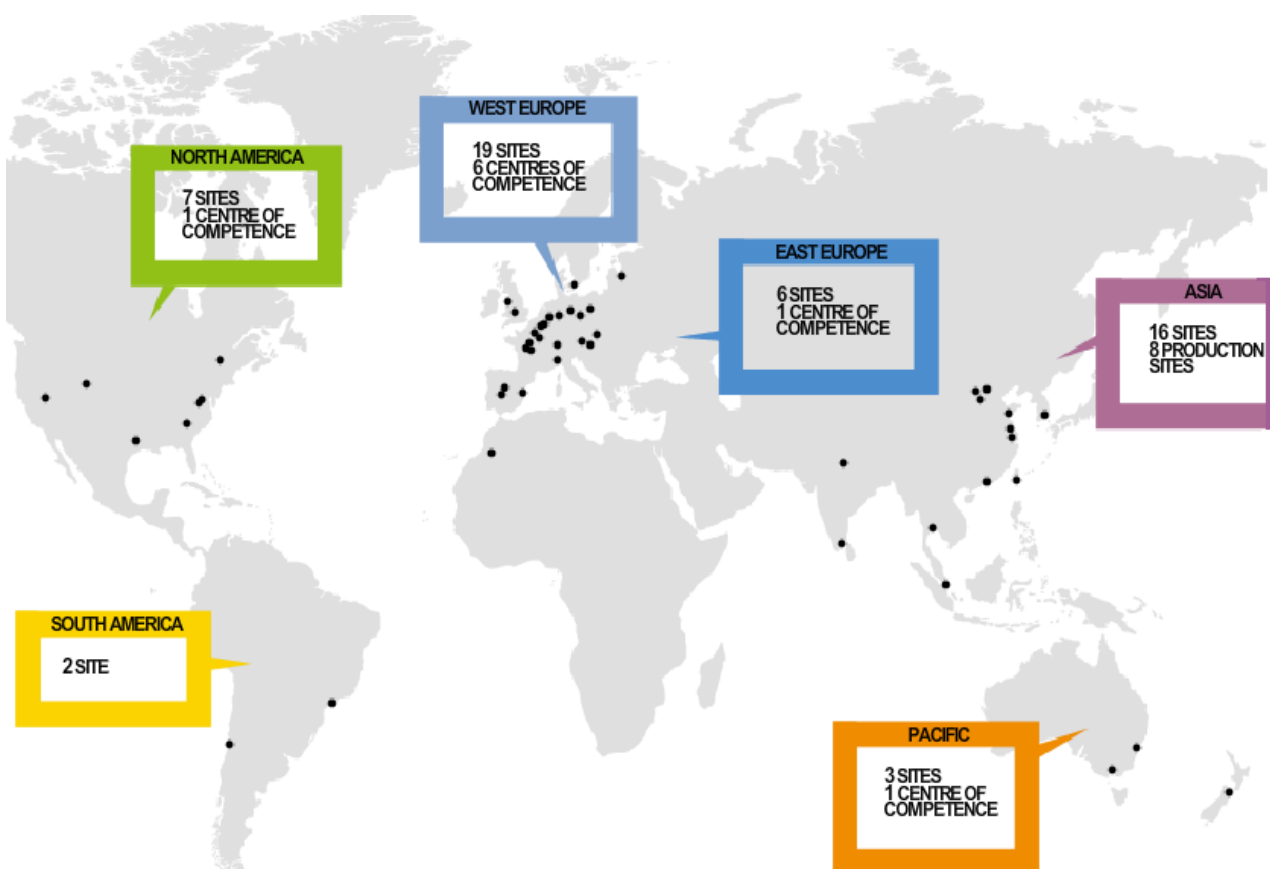 WEST EUROPE
19 SITES
6 CENTRES OF
COMPETENCE
NORTH AMERICA
7 SITES
1 CENTRE OF
COMPETENCE
EAST EUROPE
6 SITES
1 CENTRE OF
COMPETENCE
ASIA
16 SITES
8 PRODUCTION
SITES
SOUTH AMERICA
2 SITE
PACIFIC
3 SITES
1 CENTRE OF
COMPETENCE